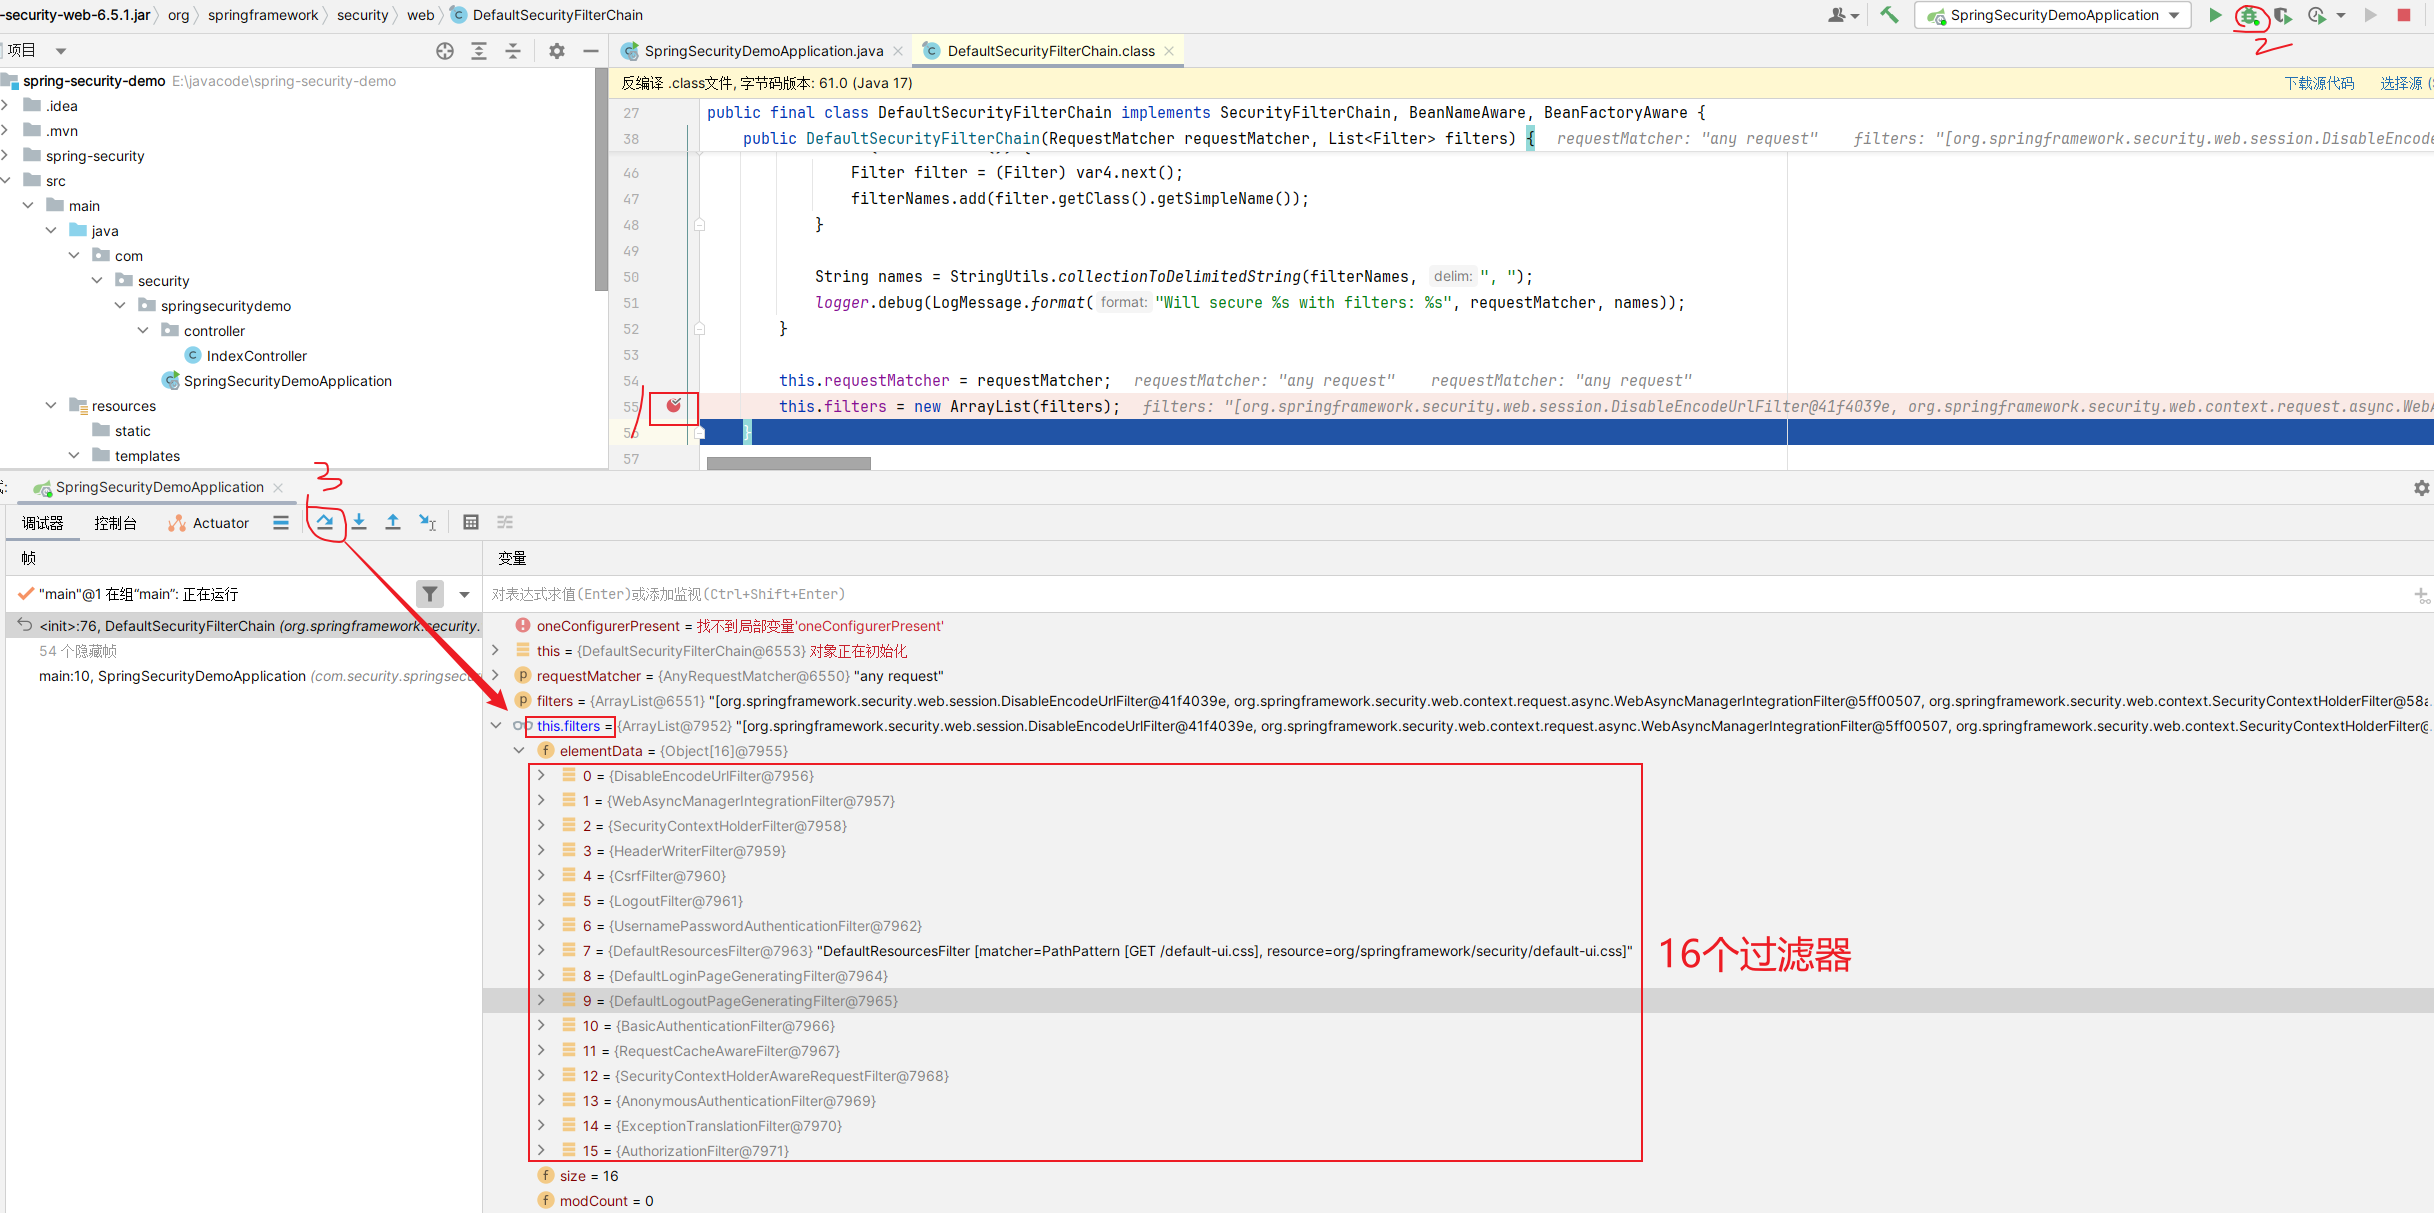 -security-web-6.5.1.jar org springframework security web DefaultSecurityFilterChain
SpringSecurityDemoApplication
2
项目
SpringSecurityDemoApplication.java DefaultSecurityFilterChain.class
spring-security-demo E:\javacode\spring-security-demo
.idea
.mvn
spring-security
src
main
java
com
security
springsecuritydemo
controller
IndexController
SpringSecurityDemoApplication
resources
static
templates
反编译 .class文件, 字节码版本: 61.0 (Java 17) 下载源代码 选择源
27 public final class DefaultSecurityFilterChain implements SecurityFilterChain, BeanNameAware, BeanFactoryAware {
38 public DefaultSecurityFilterChain(RequestMatcher requestMatcher, List<Filter> filters) { requestMatcher: "any request" filters: "[org.springframework.security.web.session.DisableEncode
46 Filter filter = (Filter) var4.next();
47 filterNames.add(filter.getClass().getSimpleName());
48 }
49
50 String names = StringUtils.collectionToDelimitedString(filterNames, delim: ", ");
51 logger.debug(LogMessage.format( format: "Will secure %s with filters: %s", requestMatcher, names));
52 }
53
54 this.requestMatcher = requestMatcher; requestMatcher: "any request" requestMatcher: "any request"
55 this.filters = new ArrayList(filters); filters: "[org.springframework.security.web.session.DisableEncodeUrlFilter@41f4039e, org.springframework.security.web.context.request.async.WebA
56 }
57
SpringSecurityDemoApplication
3
调试器 控制台 Actuator
帧
"main"@1 在组"main": 正在运行
<init>:76, DefaultSecurityFilterChain (org.springframework.security.
54 个隐藏帧
main:10, SpringSecurityDemoApplication (com.security.springsecu
变量
对表达式求值(Enter)或添加监视(Ctrl+Shift+Enter)
oneConfigurerPresent = 找不到局部变量'oneConfigurerPresent'
this = {DefaultSecurityFilterChain@6553} 对象正在初始化
requestMatcher = {AnyRequestMatcher@6550} "any request"
filters = {ArrayList@6551} "[org.springframework.security.web.session.DisableEncodeUrlFilter@41f4039e, org.springframework.security.web.context.request.async.WebAsyncManagerIntegrationFilter@5ff00507, org.springframework.security.web.context.SecurityContextHolderFilter@58a
this.filters = {ArrayList@7952} "[org.springframework.security.web.session.DisableEncodeUrlFilter@41f4039e, org.springframework.security.web.context.request.async.WebAsyncManagerIntegrationFilter@5ff00507, org.springframework.security.web.context.SecurityContextHolderFilter@
elementData = {Object[16]@7955}
0 = {DisableEncodeUrlFilter@7956}
1 = {WebAsyncManagerIntegrationFilter@7957}
2 = {SecurityContextHolderFilter@7958}
3 = {HeaderWriterFilter@7959}
4 = {CsrfFilter@7960}
5 = {LogoutFilter@7961}
6 = {UsernamePasswordAuthenticationFilter@7962}
7 = {DefaultResourcesFilter@7963} "DefaultResourcesFilter [matcher=PathPattern [GET /default-ui.css], resource=org/springframework/security/default-ui.css]"
16个过滤器
8 = {DefaultLoginPageGeneratingFilter@7964}
9 = {DefaultLogoutPageGeneratingFilter@7965}
10 = {BasicAuthenticationFilter@7966}
11 = {RequestCacheAwareFilter@7967}
12 = {SecurityContextHolderAwareRequestFilter@7968}
13 = {AnonymousAuthenticationFilter@7969}
14 = {ExceptionTranslationFilter@7970}
15 = {AuthorizationFilter@7971}
size = 16
modCount = 0